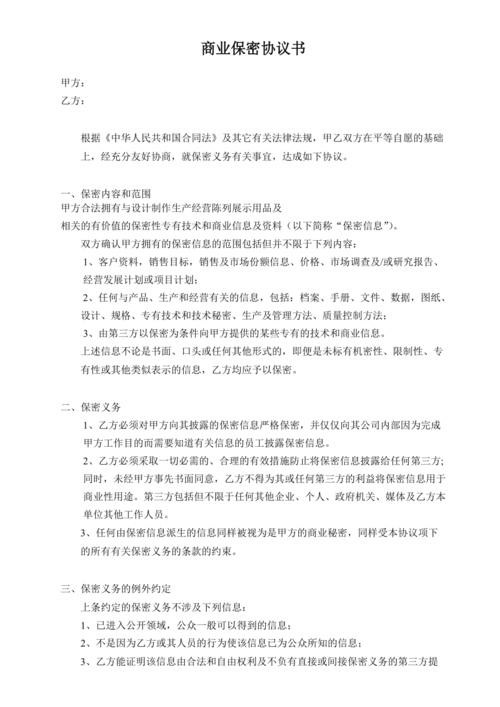 商业保密协议书
甲方：
乙方：
根据《中华人民共和国合同法》及其它有关法律法规，甲乙双方在平等自愿的基础
上，经充分友好协商，就保密义务有关事宜，达成如下协议。
一、保密内容和范围
甲方合法拥有与设计制作生产经营陈列展示用品及
相关的有价值的保密性专有技术和商业信息及资料（以下简称“保密信息”）。
双方确认甲方拥有的保密信息的范围包括但并不限于下列内容：
1、客户资料，销售目标，销售及市场份额信息、价格、市场调查及/或研究报告、
经营发展计划或项目计划；
2、任何与产品、生产和经营有关的信息，包括：档案、手册、文件、数据，图纸、
设计、规格、专有技术和技术秘密、生产及管理方法、质量控制方法；
3、由第三方以保密为条件向甲方提供的某些专有的技术和商业信息。
上述信息不论是书面、口头或任何其他形式的，即便是未标有机密性、限制性、专
有性或其他类似表示的信息，乙方均应予以保密。
二、保密义务
1、乙方必须对甲方向其披露的保密信息严格保密，并仅仅向其公司内部因为完成
甲方工作目的而需要知道有关信息的员工披露保密信息。
2、乙方必须采取一切必需的、合理的有效措施防止将保密信息披露给任何第三方；
同时，未经甲方事先书面同意，乙方不得为其或任何第三方的利益将保密信息用于
商业性用途。第三方包括但不限于任何其他企业、个人、政府机关、媒体及乙方本
单位其他工作人员。
3、任何由保密信息派生的信息同样被视为是甲方的商业秘密，同样受本协议项下
的所有有关保密义务的条款的约束。
三、保密义务的例外约定
上条约定的保密义务不涉及下列信息：
1、已进入公开领域，公众一般可以得到的信息；
2、不是因为乙方或其人员的行为使该信息已为公众所知的信息；
3、乙方能证明该信息由合法和自由权利及不负有直接或间接保密义务的第三方提